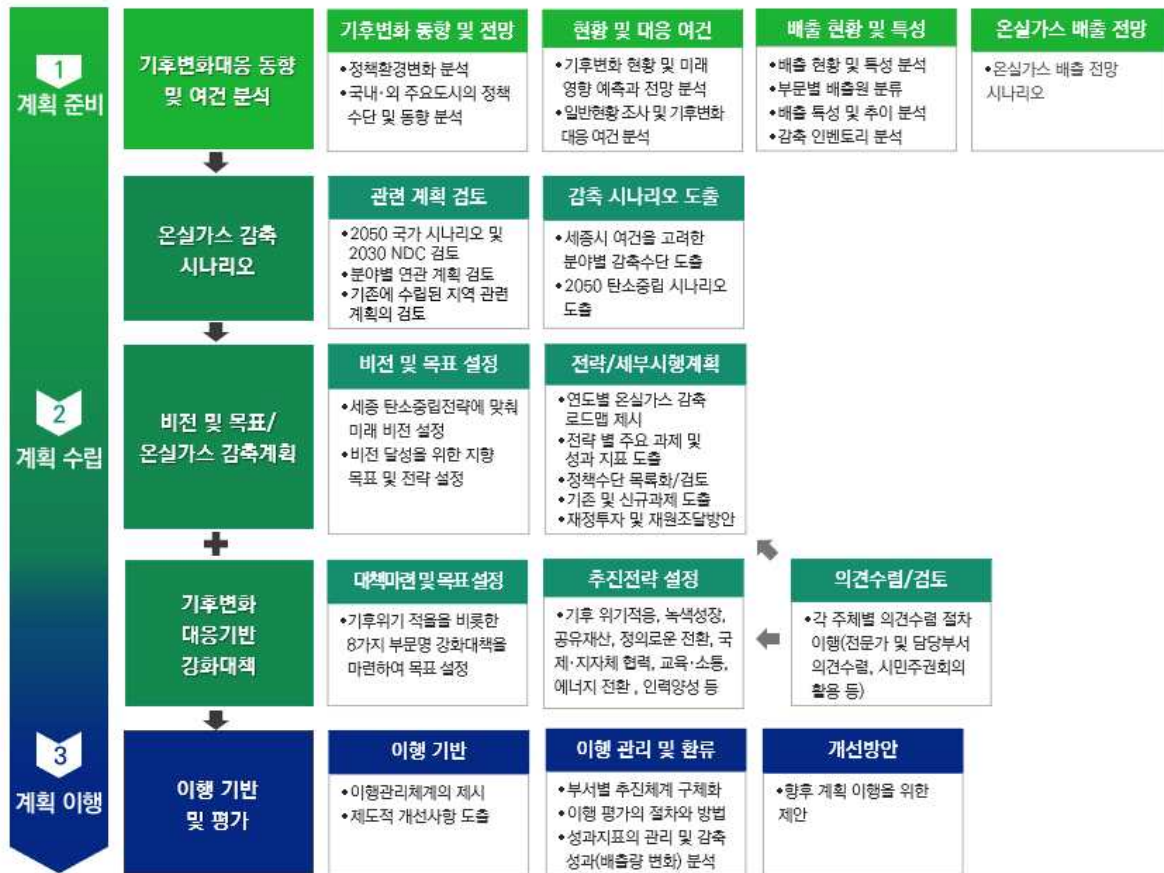 1
계획 준비
기후변화대응 동향
및 여건 분석
기후변화 동향 및 전망
•정책환경변화 분석
•국내·외 주요도시의 정책
수단 및 동향 분석
현황 및 대응 여건
•기후변화 현황 및 미래
영향 예측과 전망 분석
•일반현황 조사 및 기후변화
대응 여건 분석
배출 현황 및 특성
•배출 현황 및 특성 분석
•부문별 배출원 분류
•배출 특성 및 추이 분석
•감축 인벤토리 분석
온실가스 배출 전망
•온실가스 배출 전망
시나리오
2
계획 수립
온실가스 감축
시나리오
관련 계획 검토
•2050 국가 시나리오 및
2030 NDC 검토
•분야별 연관 계획 검토
•기존에 수립된 지역 관련
계획의 검토
감축 시나리오 도출
•세종시 여건을 고려한
분야별 감축수단 도출
•2050 탄소중립 시나리오
도출
비전 및 목표/
온실가스 감축계획
비전 및 목표 설정
•세종 탄소중립전략에 맞춰
미래 비전 설정
•비전 달성을 위한 지향
목표 및 전략 설정
전략/세부시행계획
•연도별 온실가스 감축
로드맵 제시
•전략 별 주요 과제 및
성과 지표 도출
•정책수단 목록화/검토
•기존 및 신규과제 도출
•재정투자 및 재원조달방안
기후변화
대응기반
강화대책
대책마련 및 목표 설정
•기후위기 적을을 비롯한
8가지 부문명 강화대책을
마련하여 목표 설정
추진전략 설정
•기후 위기적응, 녹색성장,
공유재산, 정의로운 전환, 국
제·지자체 협력, 교육·소통,
에너지 전환 , 인력양성 등
의견수렴/검토
•각 주체별 의견수렴 절차
이행(전문가 및 담당부서
의견수렴, 시민주권회의
활용 등)
3
계획 이행
이행 기반
및 평가
이행 기반
•이행관리체계의 제시
•제도적 개선사항 도출
이행 관리 및 환류
•부서별 추진체계 구체화
•이행 평가의 절차와 방법
•성과지표의 관리 및 감축
성과(배출량 변화) 분석
개선방안
•향후 계획 이행을 위한
제안